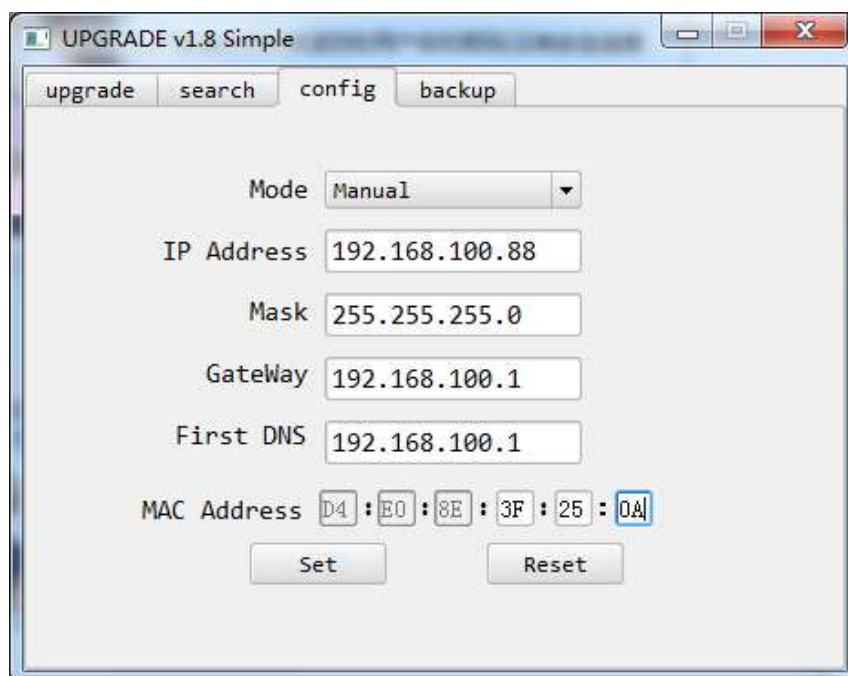 UPGRADE v1.8 Simple
upgrade search config backup
Mode Manual
IP Address 192.168.100.88
Mask 255.255.255.0
GateWay 192.168.100.1
First DNS 192.168.100.1
MAC Address D4 : E0 : 8E : 3F : 25 : 0A
Set Reset